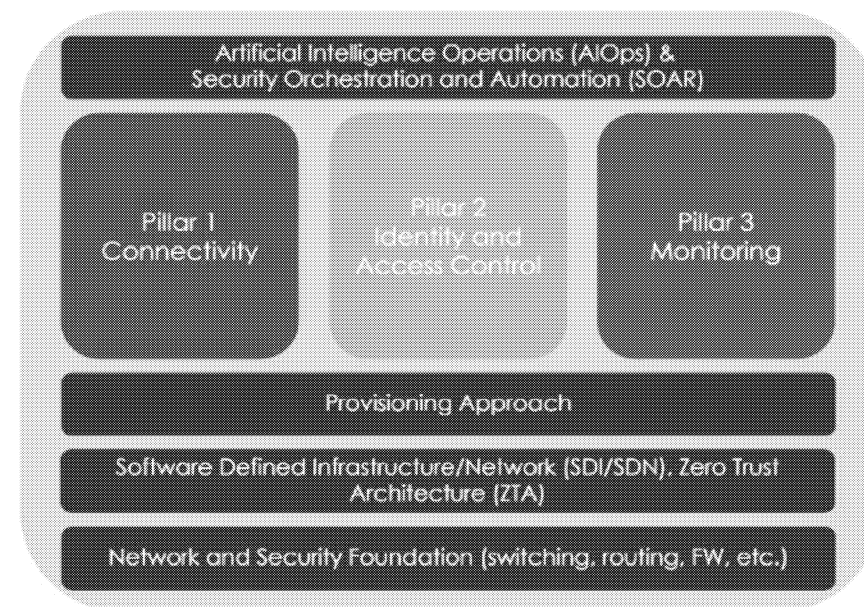 Artificial Intelligence Operations (AIOps) &
Security Orchestration and Automation (SOAR)
Pillar 1
Connectivity
Pillar 2
Identity and
Access Control
Pillar 3
Monitoring
Provisioning Approach
Software Defined Infrastructure/Network (SDI/SDN), Zero Trust
Architecture (ZTA)
Network and Security Foundation (switching, routing, FW, etc.)